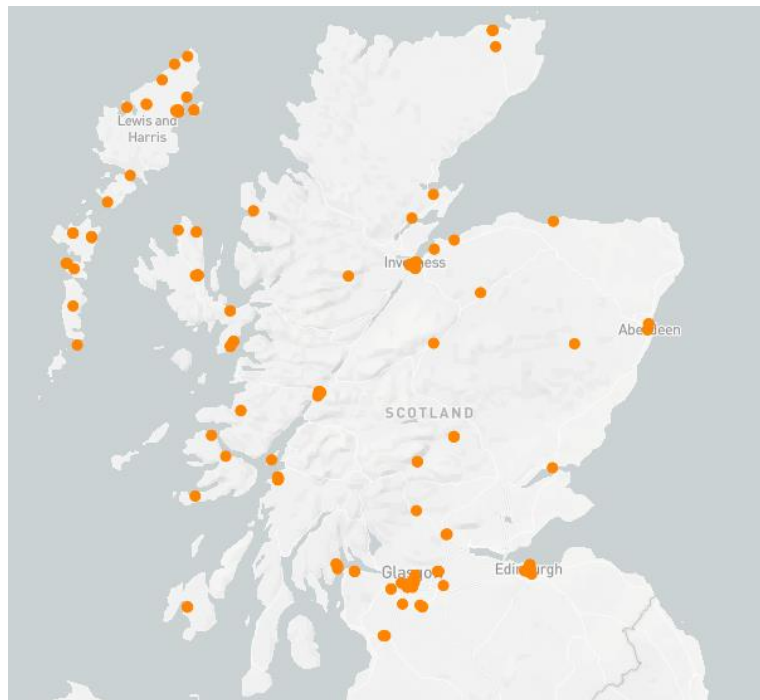 Lewis and
Harris
Inverness
Aberdeen
SCOTLAND
Glasgow
Edinburgh